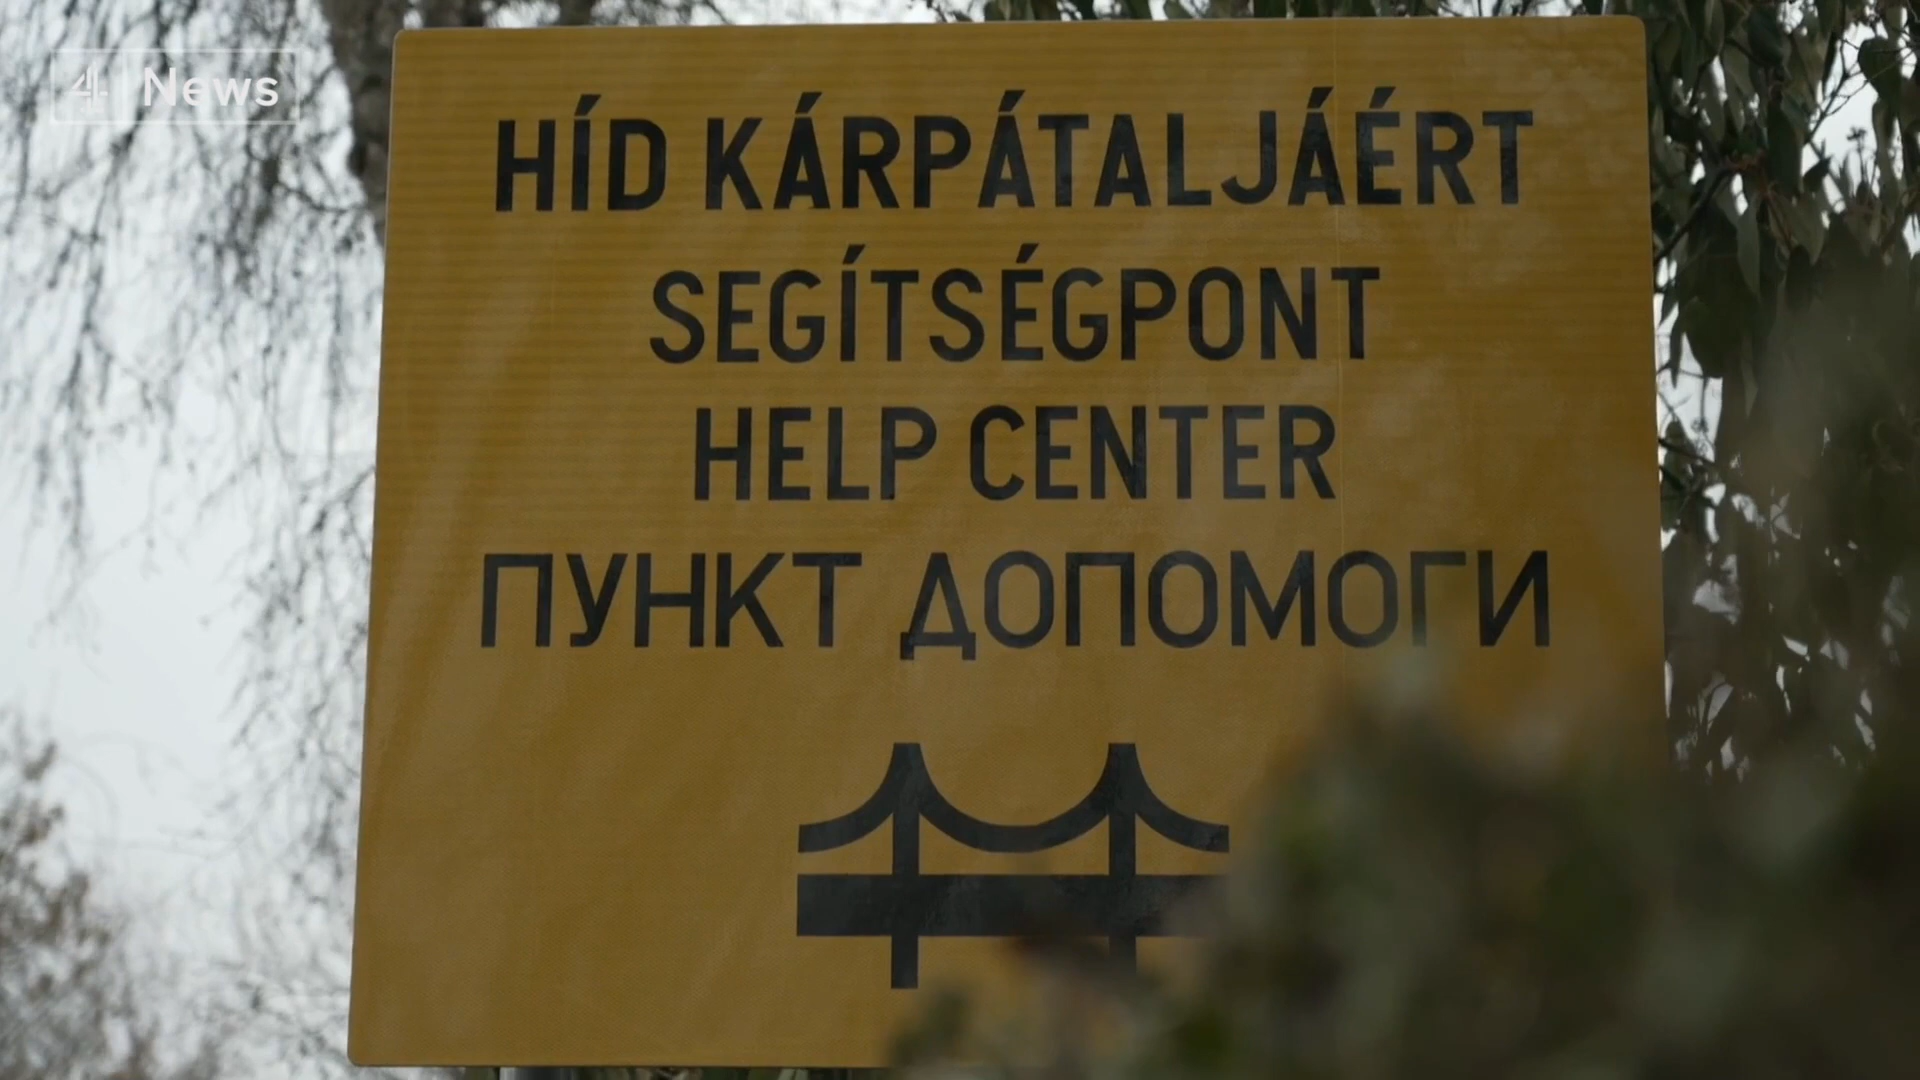 4 News
HÍD KÁRPÁTALJÁÉRT
SEGÍTSÉGPONT
HELP CENTER
ПУНКТ ДОПОМОГИ